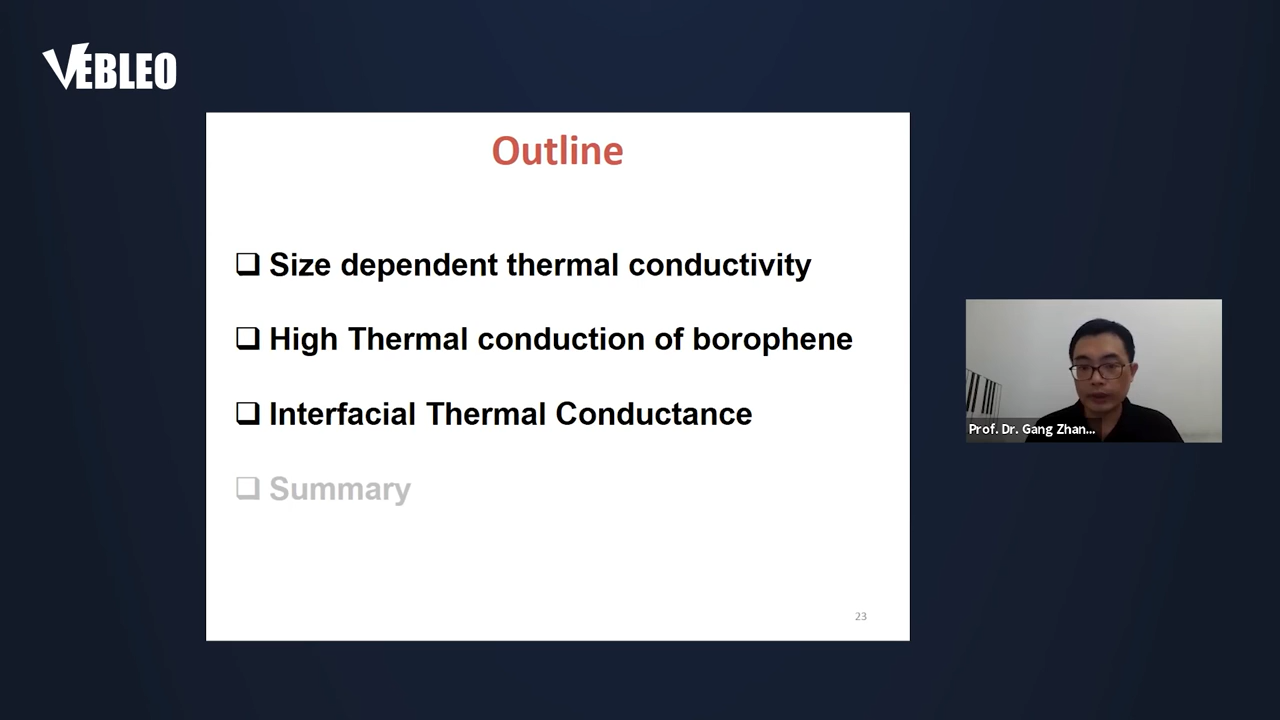 VEBLEO
Outline
❑ Size dependent thermal conductivity
❑ High Thermal conduction of borophene
❑ Interfacial Thermal Conductance
❑ Summary
23
Prof. Dr. Gang Zhan...